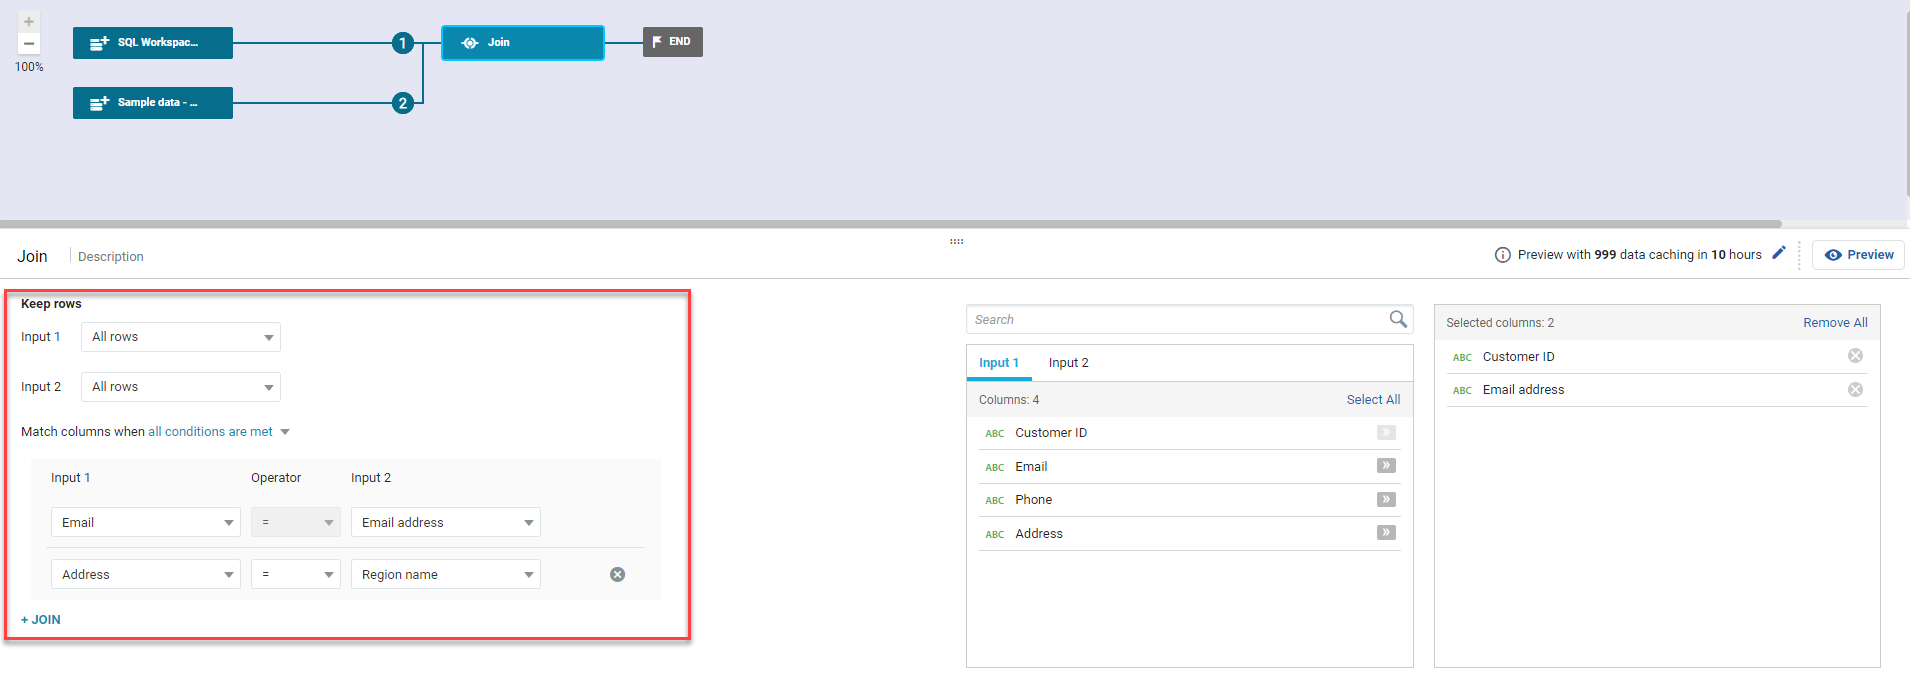 +
−
100%
SQL Workspac...
1
Join
END
Sample data - ...
2
Join
Description
Preview with 999 data caching in 10 hours
Preview
Keep rows
Input 1
All rows
Input 2
All rows
Match columns when all conditions are met
Input 1 Operator Input 2
Email = Email address
Address = Region name
+ JOIN
Search
Input 1 Input 2
Columns: 4 Select All
ABC Customer ID
ABC Email
ABC Phone
ABC Address
Selected columns: 2 Remove All
ABC Customer ID
ABC Email address